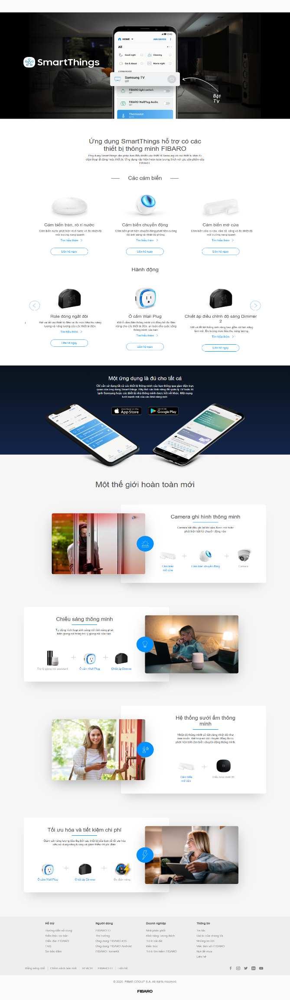 12:45
HOME
ADD DEVICE
All
Good night
Cleaning
Out & About
Movie night
LIVING ROOM
SmartThings
Samsung TV
Off
FIBARO light switch
Off
FIBARO WallPlug Audio
Off
Thermostat
22°C
Bật
TV
Ứng dụng SmartThings hỗ trợ có các
thiết bị thông minh FIBARO
Ứng dụng SmartThings cho phép bạn điều khiển các thiết bị Samsung và các thiết bị khác từ
điện thoại di động hoặc thiết bị. Ứng dụng này hiện hoàn toàn tương thích với các sản phẩm của
FIBARO.
Các cảm biến
Cảm biến tràn, rò rỉ nước
Cảm biến nước phát hiện rò rỉ nước và đo nhiệt độ
môi trường xung quanh.
Tìm hiểu thêm
Liên hệ ngay
Cảm biến chuyển động
Cảm biến phát hiện chuyển động phát hiện cường
độ ánh sáng và nhiệt độ phòng.
Tìm hiểu thêm
Liên hệ ngay
Cảm biến mở cửa
Cảm biến cửa ra vào, cửa sổ, cổng và đo nhiệt độ
môi trường xung quanh.
Tìm hiểu thêm
Liên hệ ngay
Hành động
Role đóng ngắt đôi
Bật và tắt các thiết bị điện và đo mức tiêu thụ năng
lượng và năng lượng của các thiết bị điện.
Tìm hiểu thêm
Liên hệ ngay
Ổ cắm Wall Plug
Một ổ cắm điện thông minh với đồng hồ đo điện
năng cho các thiết bị điện, an toàn cho cuộc sống
thông minh của bạn
Tìm hiểu thêm
Liên hệ ngay
Chiết áp điều chỉnh độ sáng Dimmer
2
Bật và tắt hệ thống ánh sáng bao gồm cả tính năng
làm mờ. Đo lường mức tiêu thụ năng lượng.
Tìm hiểu thêm
Liên hệ ngay
Một ứng dụng là đủ cho tất cả
Chỉ cần sử dụng tất cả các thiết bị thông minh của bạn thông qua giao diện trực
quan của ứng dụng SmartThings. Hãy thử các tính năng để quản lý TV hoặc tủ
lạnh Samsung hoặc các thiết bị nhà thông minh được kết nối khác. Một mạng
lưới mạnh mẽ của các khả năng mới
Download on the
App Store
GET IT ON
Google Play
SmartThings
Một thế giới hoàn toàn mới
Camera ghi hình thông minh
Camera bắt đầu ghi lại khi cửa được mở hoặc
phát hiện bất kỳ chuyển động nào.
Cảm biến
mở cửa
Cảm biến chuyển động
Camera
Chiếu sáng thông minh
Tự động kích hoạt ánh sáng với tính năng phát
hiện giọng nói trong trợ lý giọng nói của bạn
Trợ lý giọng nói assistant
Ổ cắm Wall Plug
Chiết áp Dimmer
Hệ thống sưởi ấm thông
minh
Nhiệt độ thông minh sẽ đặt đúng nhiệt độ như
bạn muốn. Kết hợp nó với chuyển động được
phát hiện bởi cảm biến chuyển động thông minh.
Cảm biến
mở cửa
72
Điều hòa nhiệt độ
Tối ưu hóa và tiết kiệm chi phí
Giám sát năng lượng tiêu thụ bởi các thiết bị của bạn để tối ưu hóa
việc sử dụng năng lượng và giảm thiểu chi phí điện
Ổ cắm Wall Plug
Chiết áp Dimmer
Đo điện năng
Hỗ trợ
Hướng dẫn sử dụng
Kiến thức cơ bản
Diễn đàn FIBARO
FAQ
Sự bảo đảm
Người dùng
FIBARO ID
Thị trường
Ứng dụng FIBARO iOS
Ứng dụng FIBARO Android
FIBARO HomeKit
Doanh nghiệp
Nhà phân phối
Khả năng tương thích
Trình cài đặt
Kiến trúc
Trình tìm kiếm FIBARO
Thông tin
Tin tức
Giá trị của chúng tôi
Những lợi ích
Việc làm với FIBARO
Nơi để mua
Liên hệ
Bằng sáng chế
Chính sách bảo mật
REACH
FIBARO ID
Liên hệ
© 2020. FIBAR GROUP S.A. All rights reserved.
FIBARO